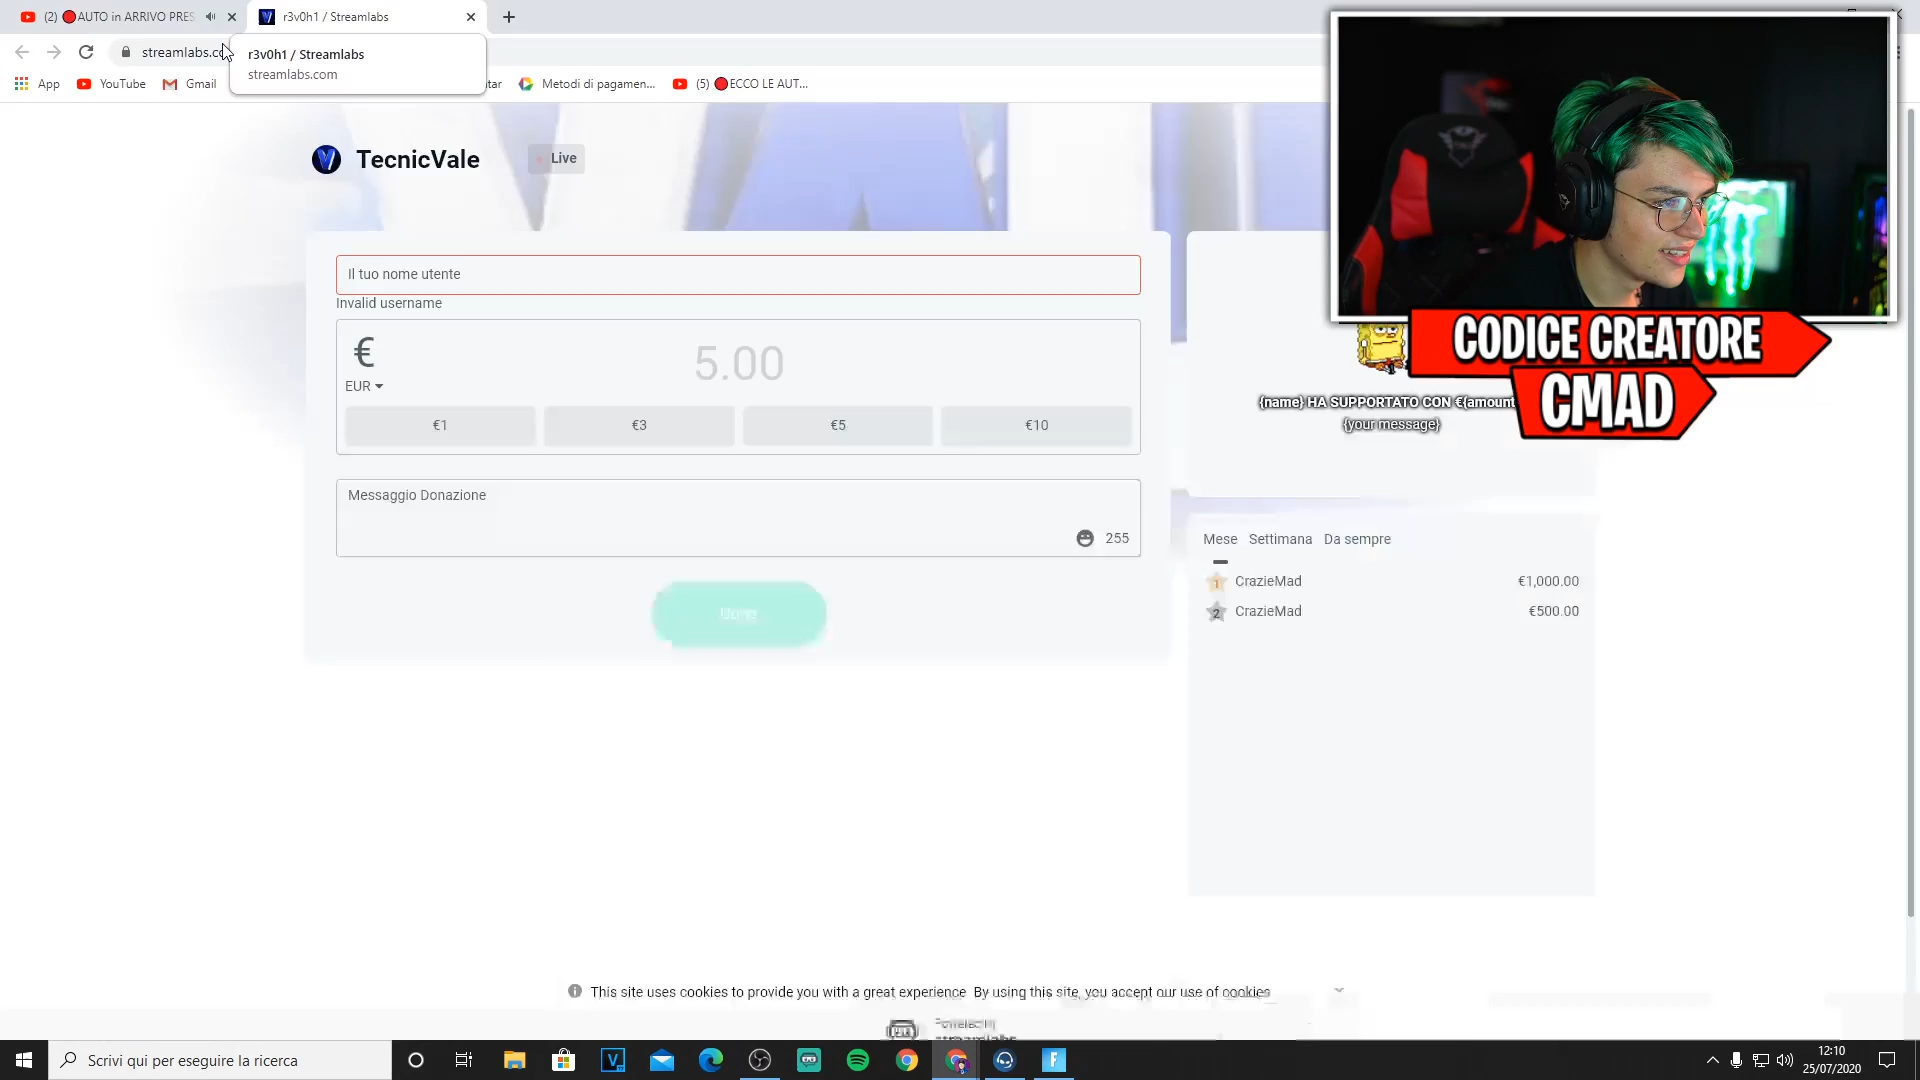 (2) 🔴AUTO in ARRIVO PRES
r3v0h1 / Streamlabs
streamlabs.co
r3v0h1 / Streamlabs
streamlabs.com
App
YouTube
Gmail
tar
Metodi di pagamen...
(5) 🔴ECCO LE AUT...
TecnicVale
Live
Il tuo nome utente
Invalid username
€
5.00
EUR
€1
€3
€5
€10
Messaggio Donazione
255
CODICE CREATORE
CMAD
{name} HA SUPPORTATO CON €{amount
{your message}
Mese Settimana Da sempre
1 CrazieMad €1,000.00
2 CrazieMad €500.00
This site uses cookies to provide you with a great experience By using this site, you accept our use of cookies
Scrivi qui per eseguire la ricerca
12:10
25/07/2020